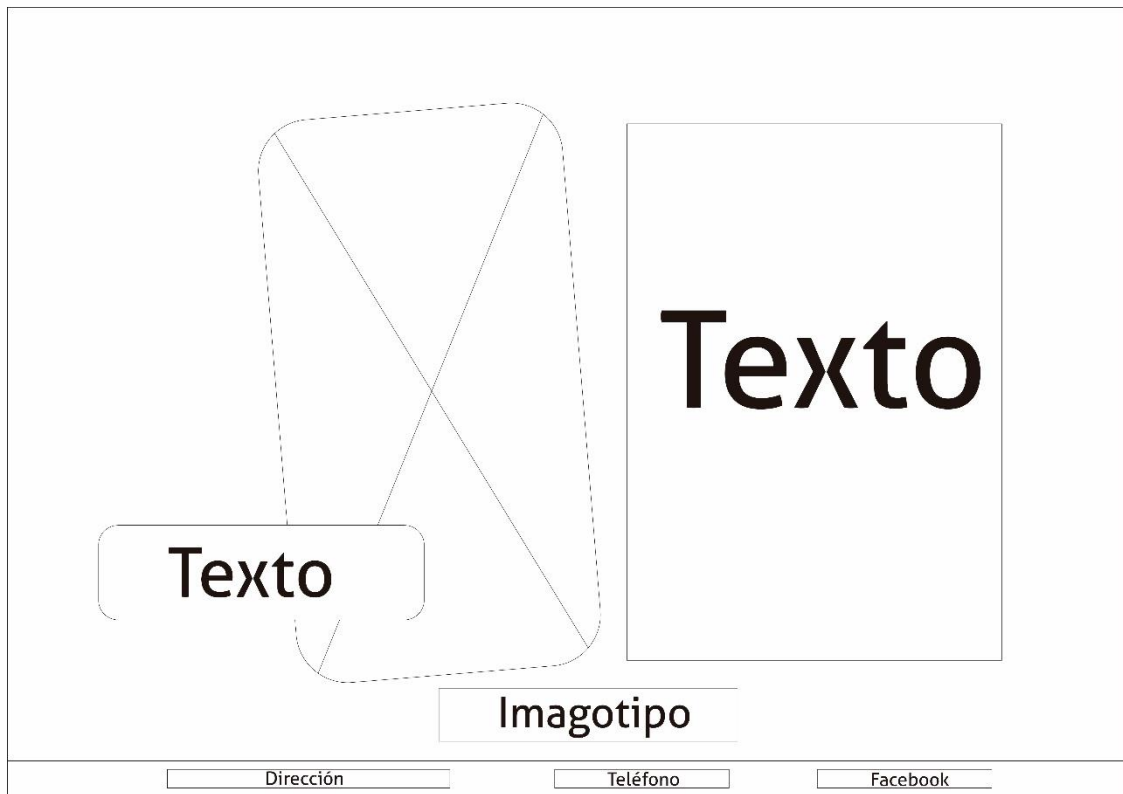 Texto
Texto
Imagotipo
Dirección
Teléfono
Facebook